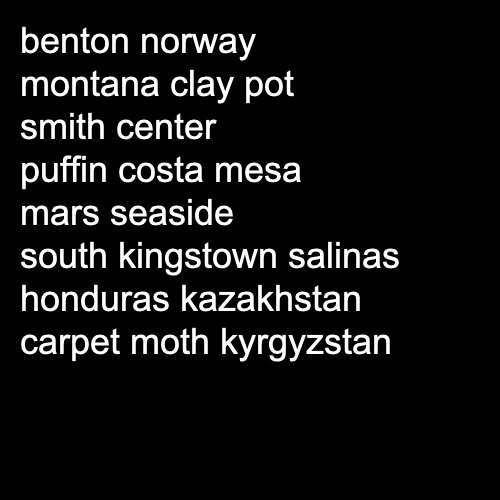 benton norway
montana clay pot
smith center
puffin costa mesa
mars seaside
south kingstown salinas
honduras kazakhstan
carpet moth kyrgyzstan